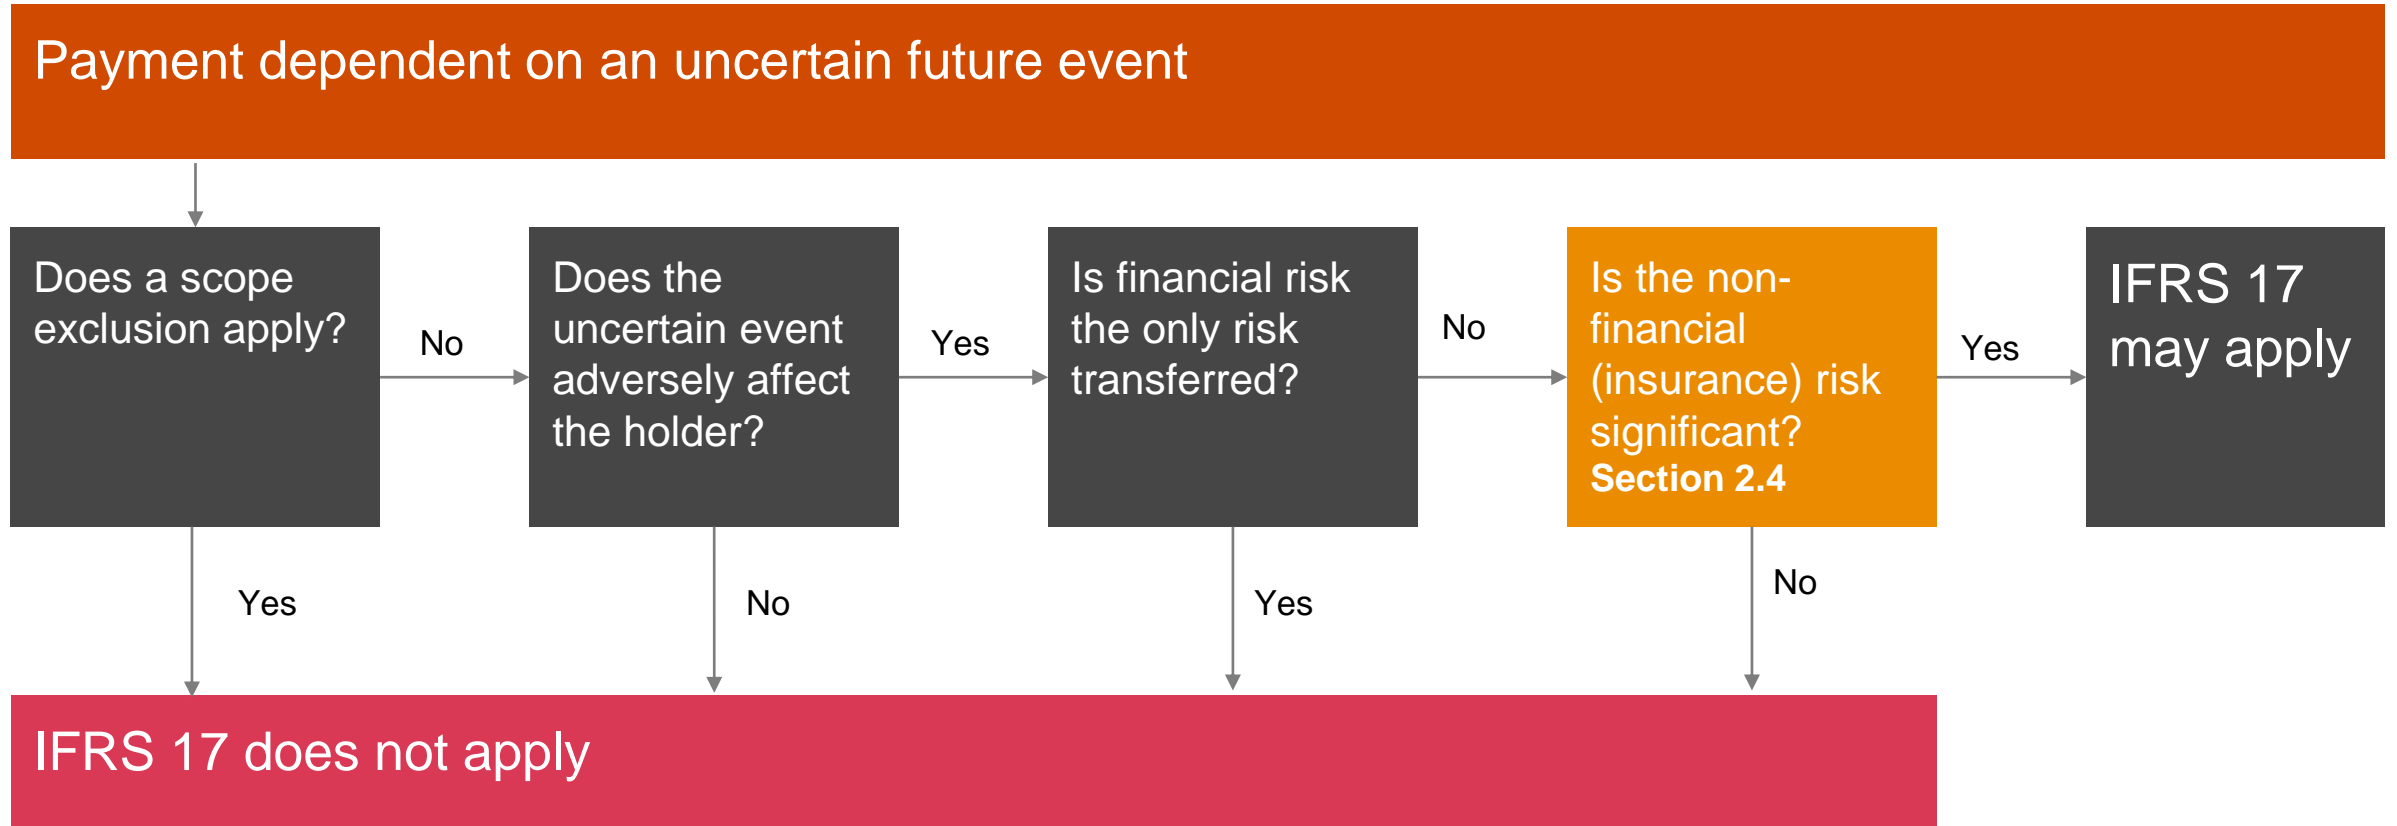 Payment dependent on an uncertain future event
Does a scope
exclusion apply?
No
Does the
uncertain event
adversely affect
the holder?
Yes
Is financial risk
the only risk
transferred?
No
Is the non-
financial
(insurance) risk
significant?
Section 2.4
Yes
IFRS 17
may apply
Yes
No
Yes
No
IFRS 17 does not apply